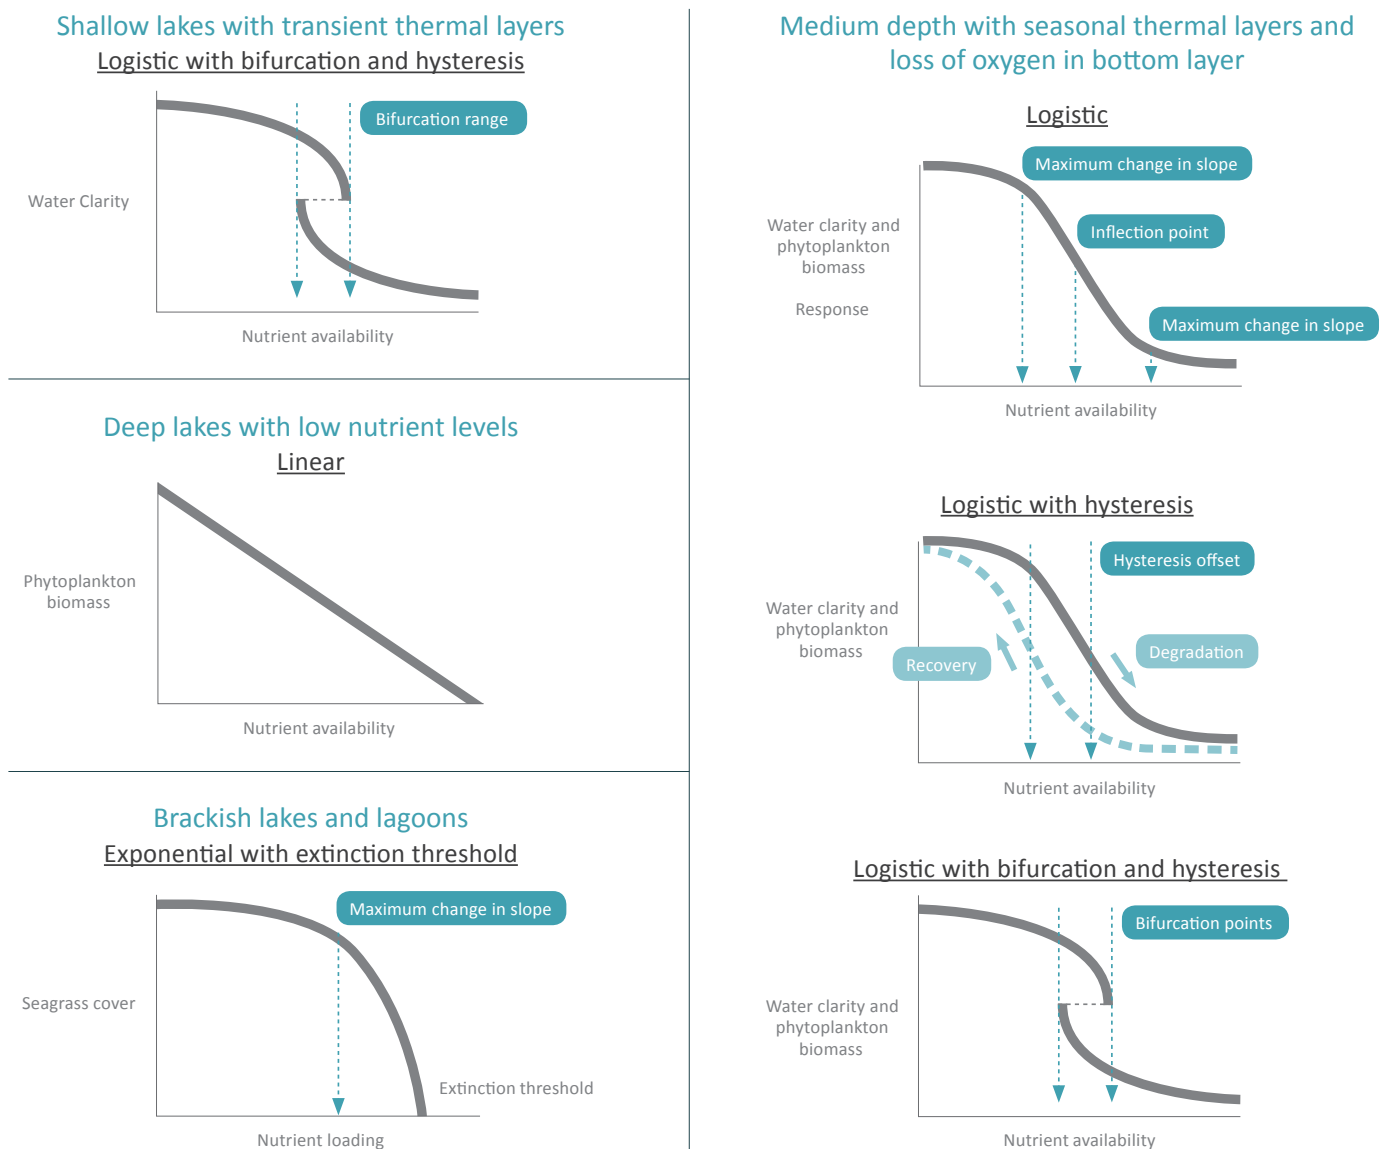 Shallow lakes with transient thermal layers
Logistic with bifurcation and hysteresis
Bifurcation range
Water Clarity
Nutrient availability
Deep lakes with low nutrient levels
Linear
Phytoplankton
biomass
Nutrient availability
Brackish lakes and lagoons
Exponential with extinction threshold
Maximum change in slope
Seagrass cover
Extinction threshold
Nutrient loading
Medium depth with seasonal thermal layers and
loss of oxygen in bottom layer
Logistic
Maximum change in slope
Water clarity and
phytoplankton
biomass
Inflection point
Response
Maximum change in slope
Nutrient availability
Logistic with hysteresis
Hysteresis offset
Water clarity and
phytoplankton
biomass
Recovery
Degradation
Nutrient availability
Logistic with bifurcation and hysteresis
Bifurcation points
Water clarity and
phytoplankton
biomass
Nutrient availability